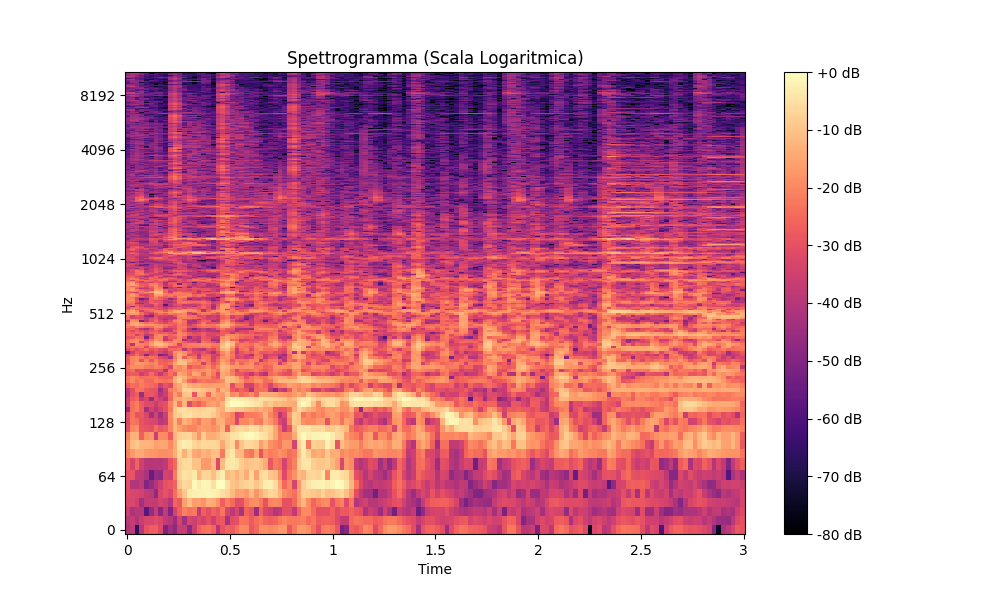 Spettrogramma (Scala Logaritmica)
Hz
8192
4096
2048
1024
512
256
128
64
0
0
0.5
1
1.5
2
2.5
3
Time
+0 dB
-10 dB
-20 dB
-30 dB
-40 dB
-50 dB
-60 dB
-70 dB
-80 dB